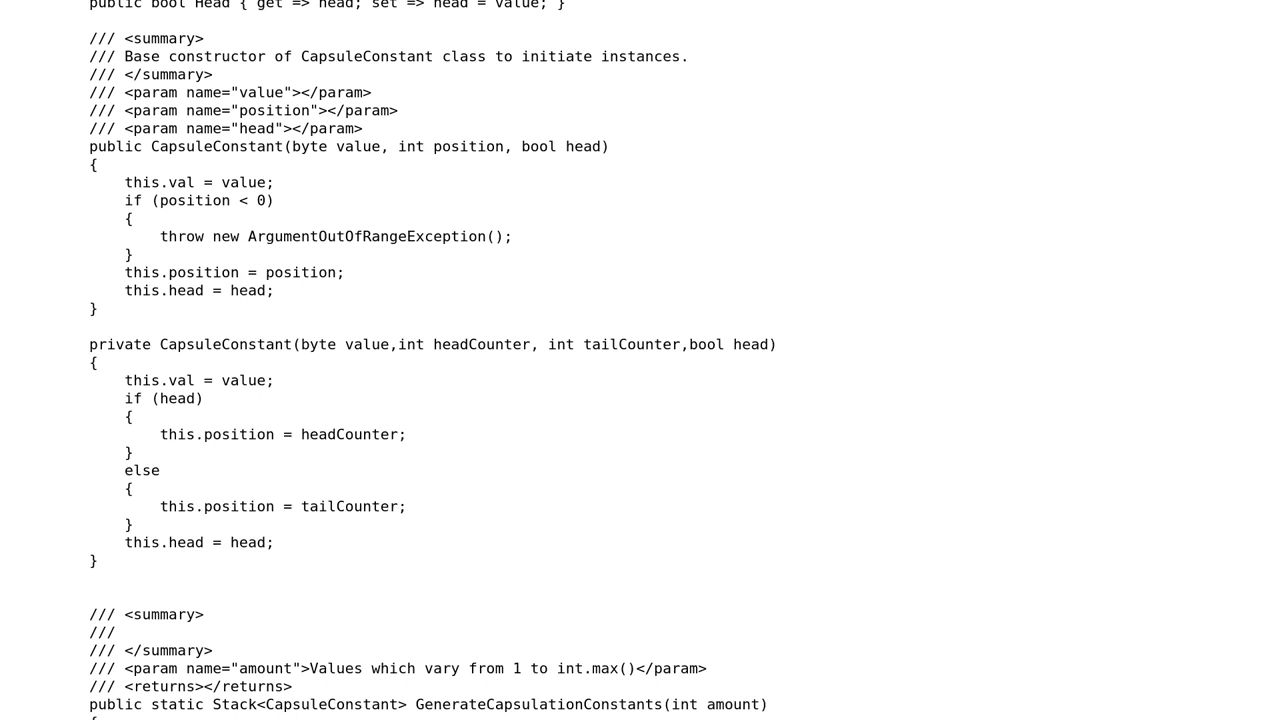 public bool Head { get => head; set => head = value; }
/// <summary>
/// Base constructor of CapsuleConstant class to initiate instances.
/// </summary>
/// <param name="value"></param>
/// <param name="position"></param>
/// <param name="head"></param>
public CapsuleConstant(byte value, int position, bool head)
{
this.val = value;
if (position < 0)
{
throw new ArgumentOutOfRangeException();
}
this.position = position;
this.head = head;
}
private CapsuleConstant(byte value,int headCounter, int tailCounter,bool head)
{
this.val = value;
if (head)
{
this.position = headCounter;
}
else
{
this.position = tailCounter;
}
this.head = head;
}
/// <summary>
///
/// </summary>
/// <param name="amount">Values which vary from 1 to int.max()</param>
/// <returns></returns>
public static Stack<CapsuleConstant> GenerateCapsulationConstants(int amount)
{